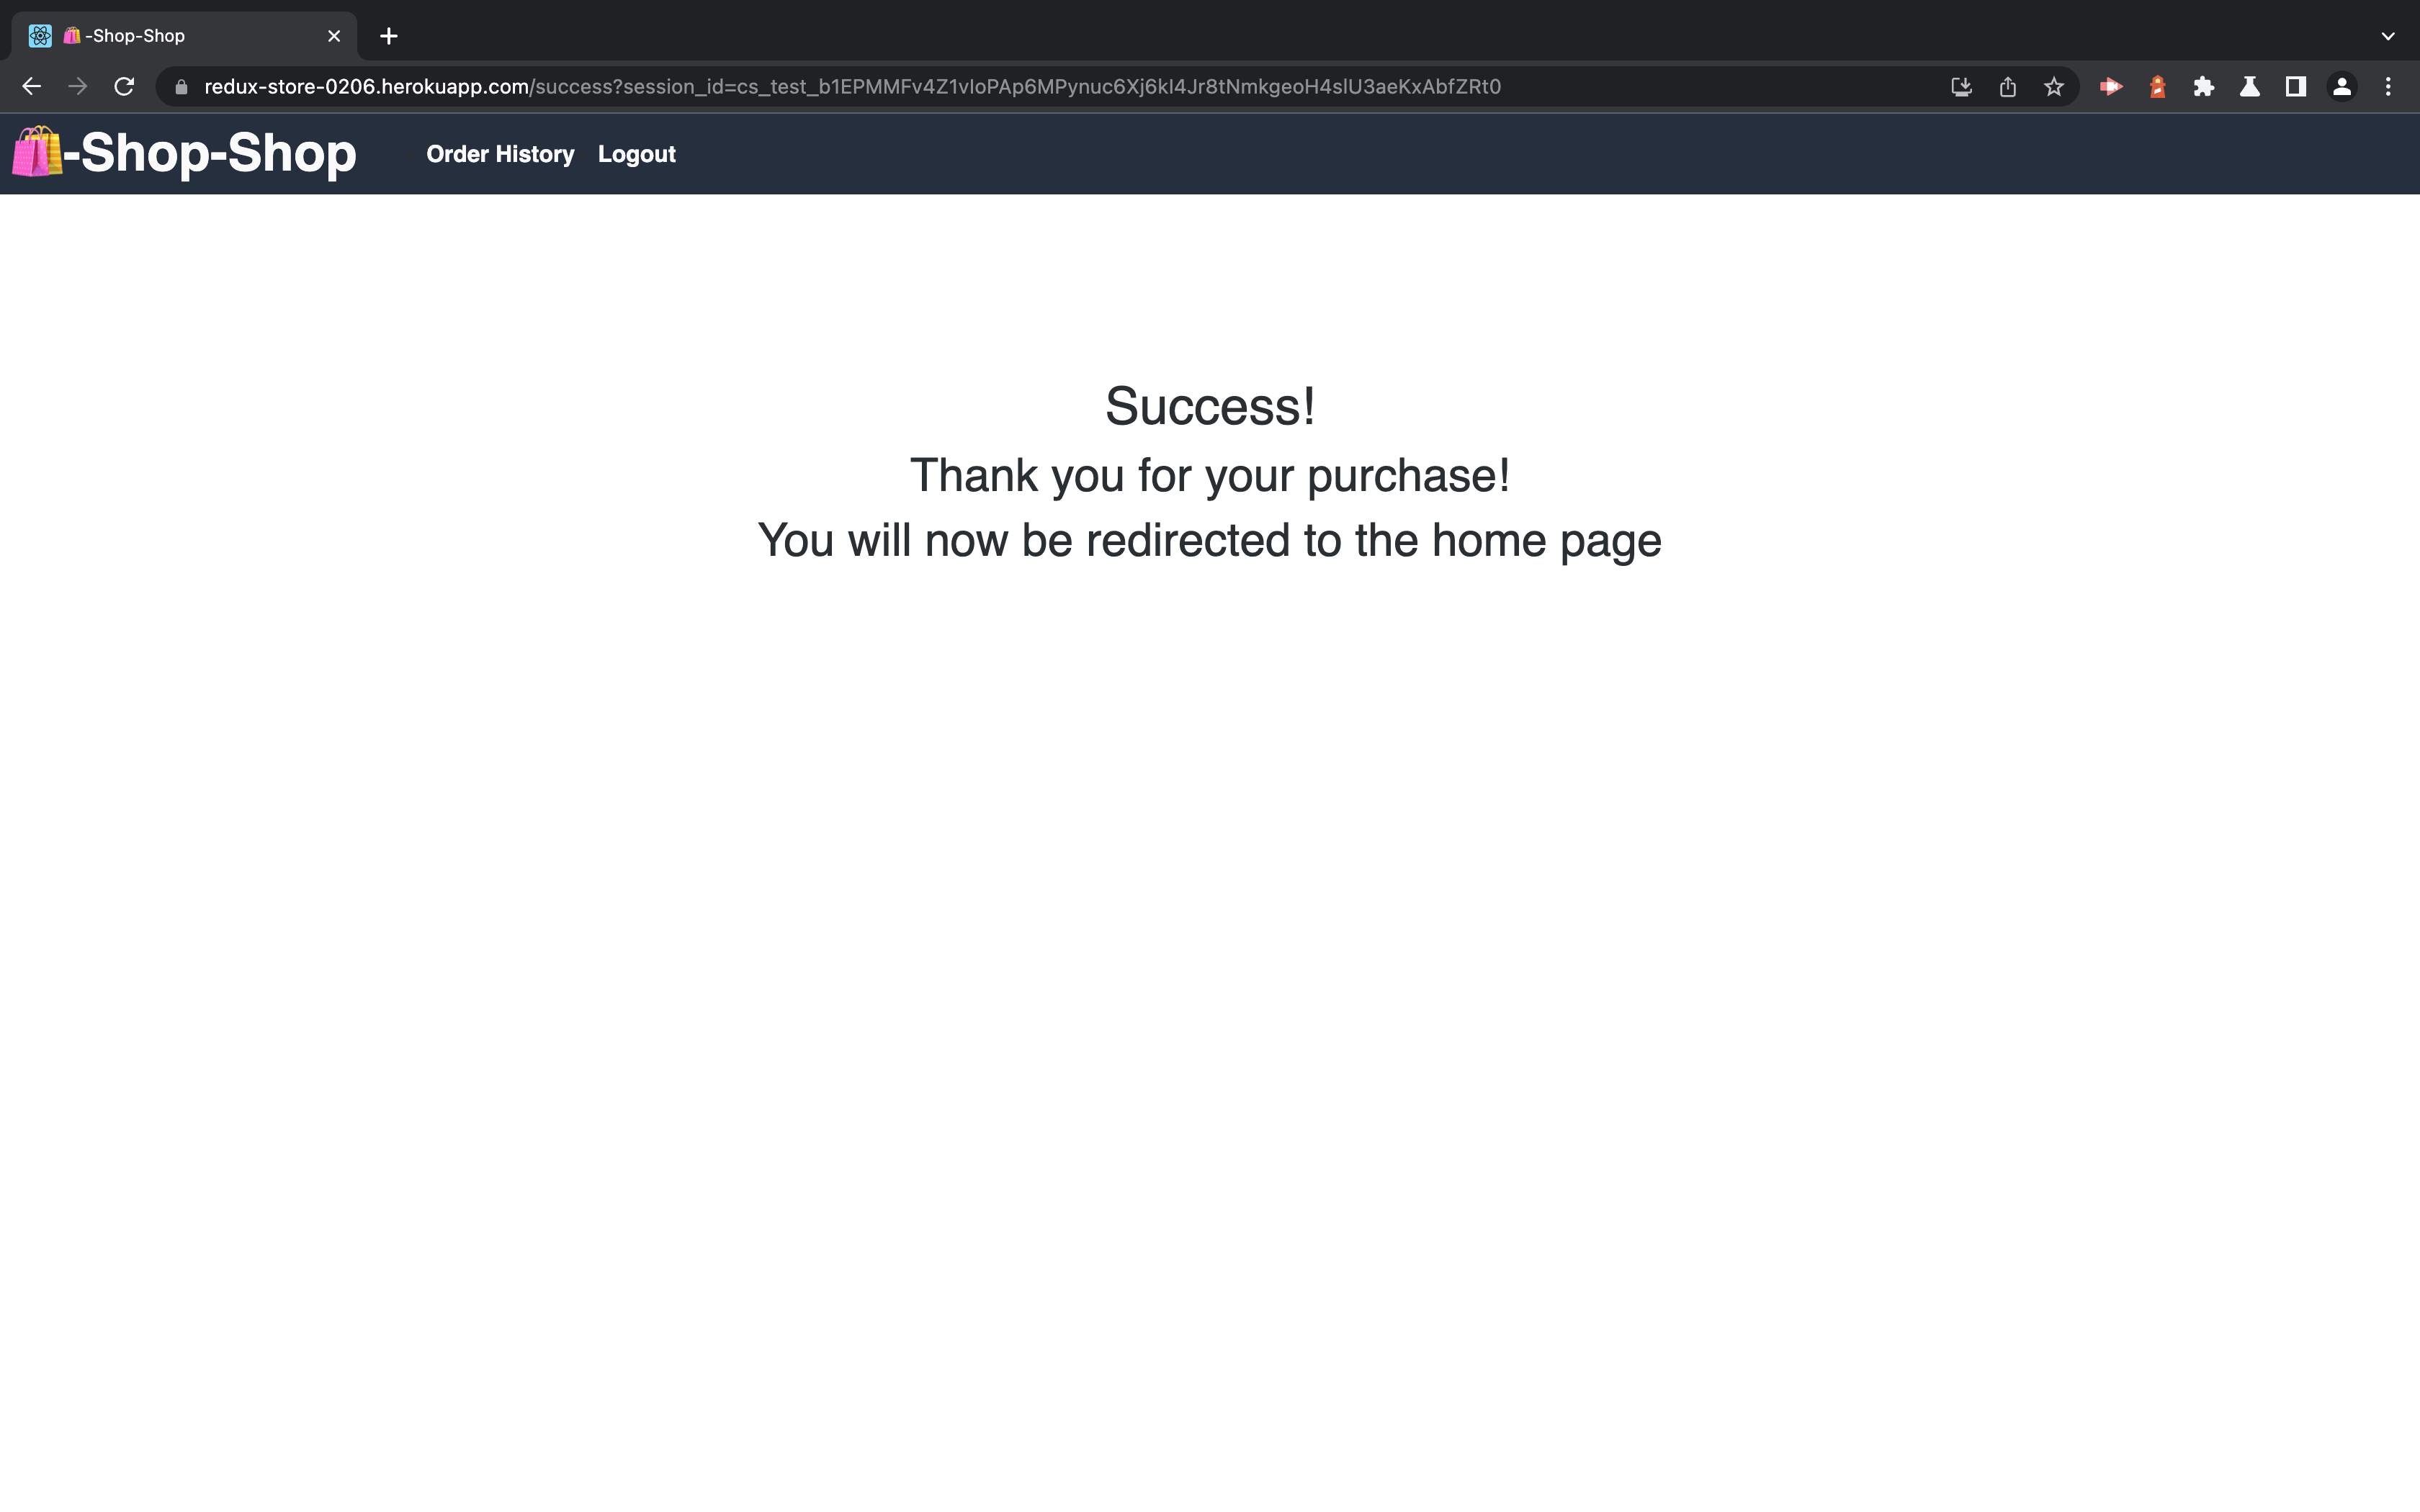 🛍️-Shop-Shop
redux-store-0206.herokuapp.com/success?session_id=cs_test_b1EPMMFv4Z1vIoPAp6MPynuc6Xj6kI4Jr8tNmkgeoH4slU3aeKxAbfZRt0
🛍️-Shop-Shop Order History Logout
Success!
Thank you for your purchase!
You will now be redirected to the home page